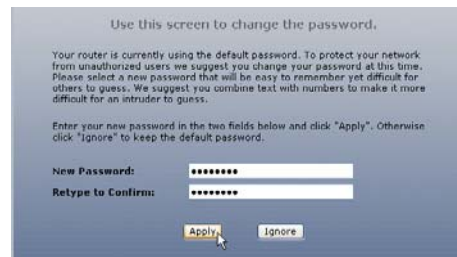 Use this screen to change the password.
Your router is currently using the default password. To protect your network
from unauthorized users we suggest you change your password at this time.
Please select a new password that will be easy to remember yet difficult for
others to guess. We suggest you combine text with numbers to make it more
difficult for an intruder to guess.
Enter your new password in the two fields below and click "Apply". Otherwise
click "Ignore" to keep the default password.
New Password: ••••••••
Retype to Confirm: ••••••••
Apply Ignore